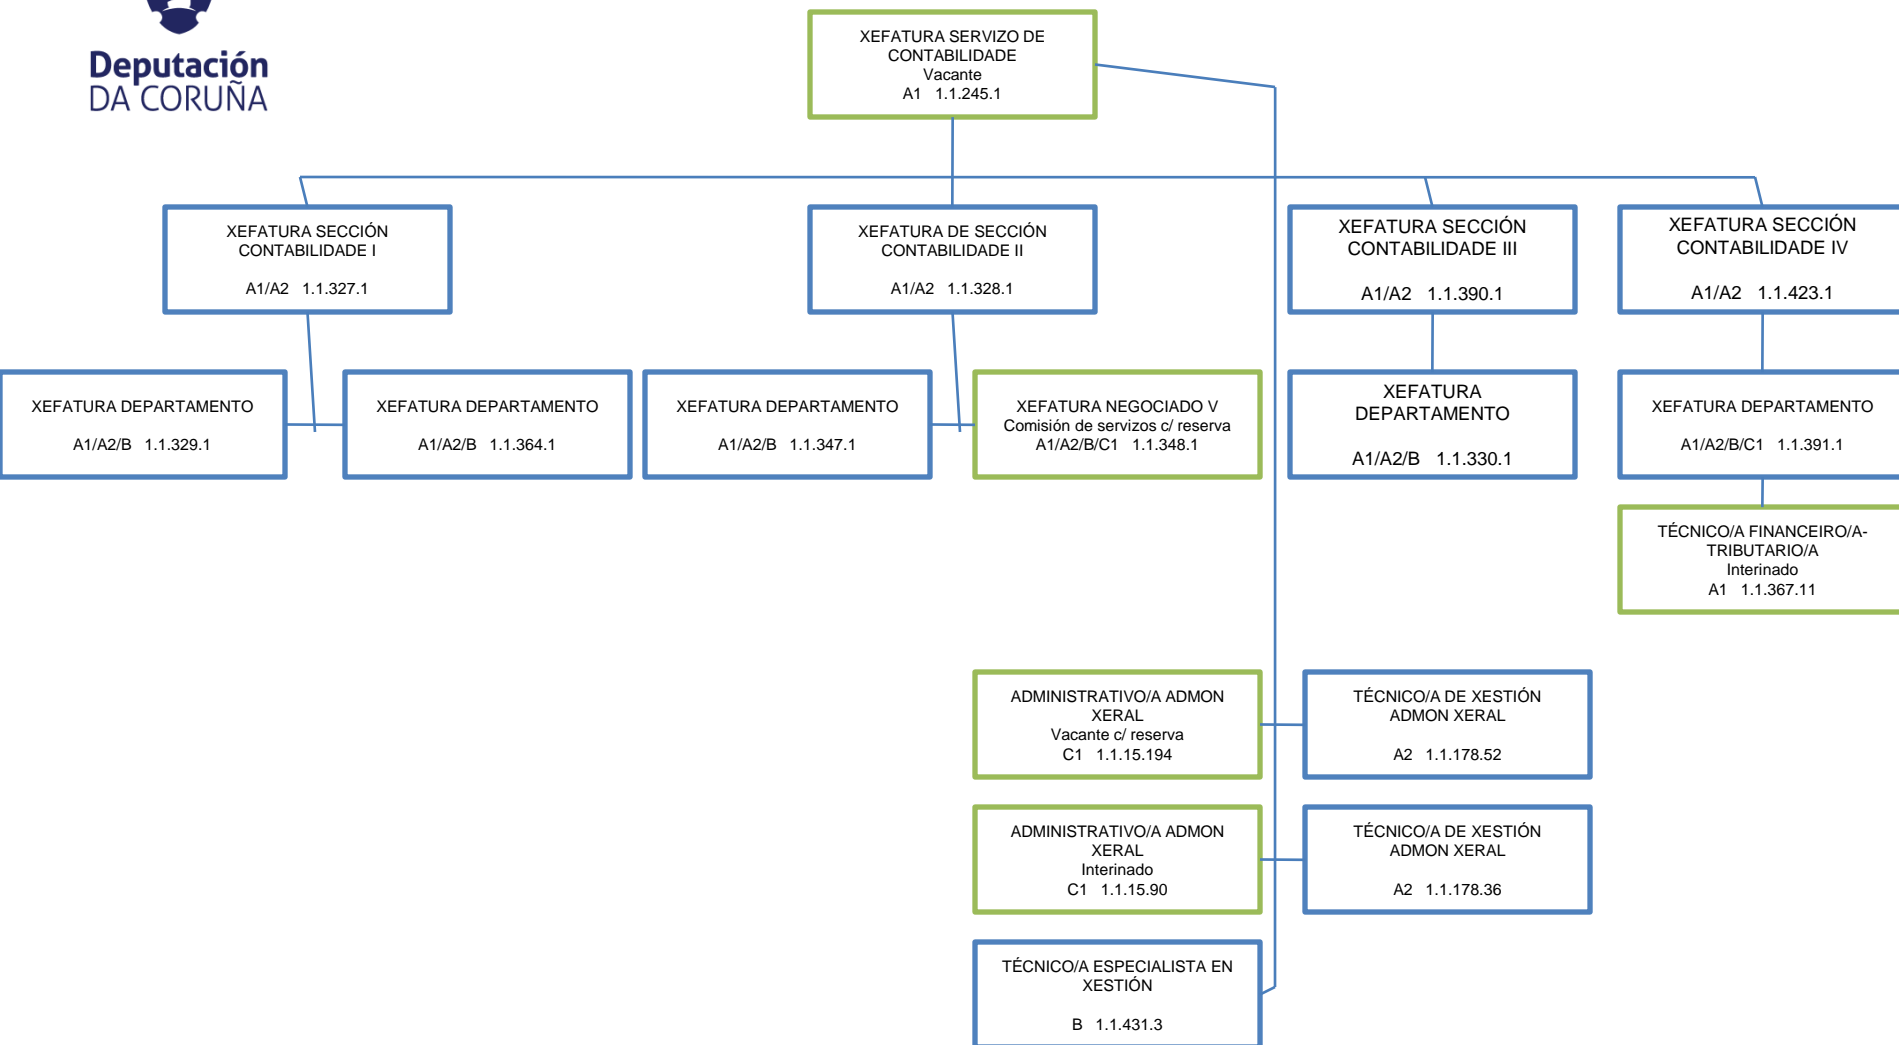 Deputación
DA CORUÑA
XEFATURA SERVIZO DE
CONTABILIDADE
Vacante
A1 1.1.245.1
XEFATURA SECCIÓN
CONTABILIDADE I
A1/A2 1.1.327.1
XEFATURA DE SECCIÓN
CONTABILIDADE II
A1/A2 1.1.328.1
XEFATURA SECCIÓN
CONTABILIDADE III
A1/A2 1.1.390.1
XEFATURA SECCIÓN
CONTABILIDADE IV
A1/A2 1.1.423.1
XEFATURA DEPARTAMENTO
A1/A2/B 1.1.329.1
XEFATURA DEPARTAMENTO
A1/A2/B 1.1.364.1
XEFATURA DEPARTAMENTO
A1/A2/B 1.1.347.1
XEFATURA NEGOCIADO V
Comisión de servizos c/ reserva
A1/A2/B/C1 1.1.348.1
XEFATURA
DEPARTAMENTO
A1/A2/B 1.1.330.1
XEFATURA DEPARTAMENTO
A1/A2/B/C1 1.1.391.1
TÉCNICO/A FINANCEIRO/A-
TRIBUTARIO/A
Interinado
A1 1.1.367.11
ADMINISTRATIVO/A ADMON
XERAL
Vacante c/ reserva
C1 1.1.15.194
TÉCNICO/A DE XESTIÓN
ADMON XERAL
A2 1.1.178.52
ADMINISTRATIVO/A ADMON
XERAL
Interinado
C1 1.1.15.90
TÉCNICO/A DE XESTIÓN
ADMON XERAL
A2 1.1.178.36
TÉCNICO/A ESPECIALISTA EN
XESTIÓN
B 1.1.431.3